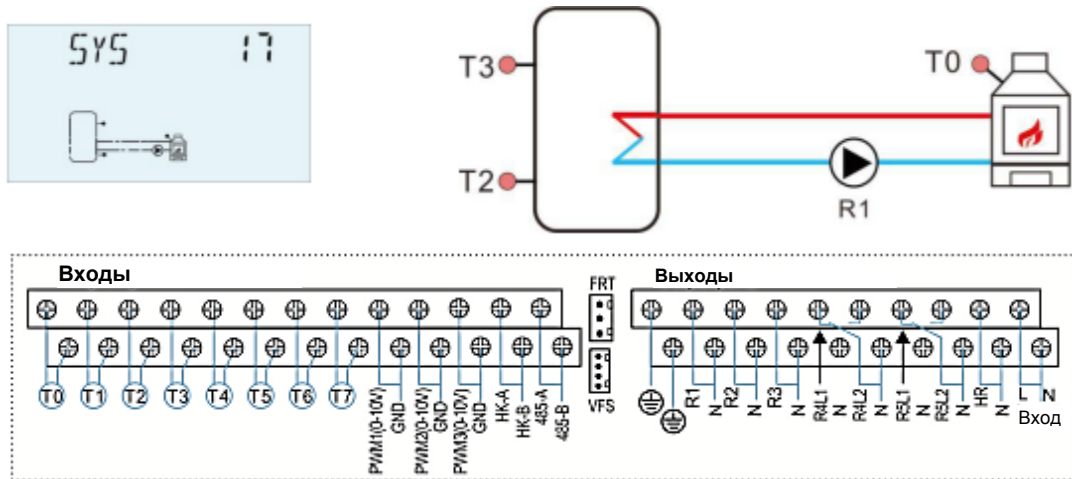 SYS 17
T3
T0
T2
R1
Входы
FRT
Выходы
VFS
T0 T1 T2 T3 T4 T5 T6 T7
PWM1(0-10V)
GND
PWM2(0-10V)
GND
PWM3(0-10V)
GND
HK-A
HK-B
485-A
485-B
R1
N
R2
N
R3
N
R4L1
N
R4L2
N
R5L1
N
R5L2
N
HR
N
L N
Вход